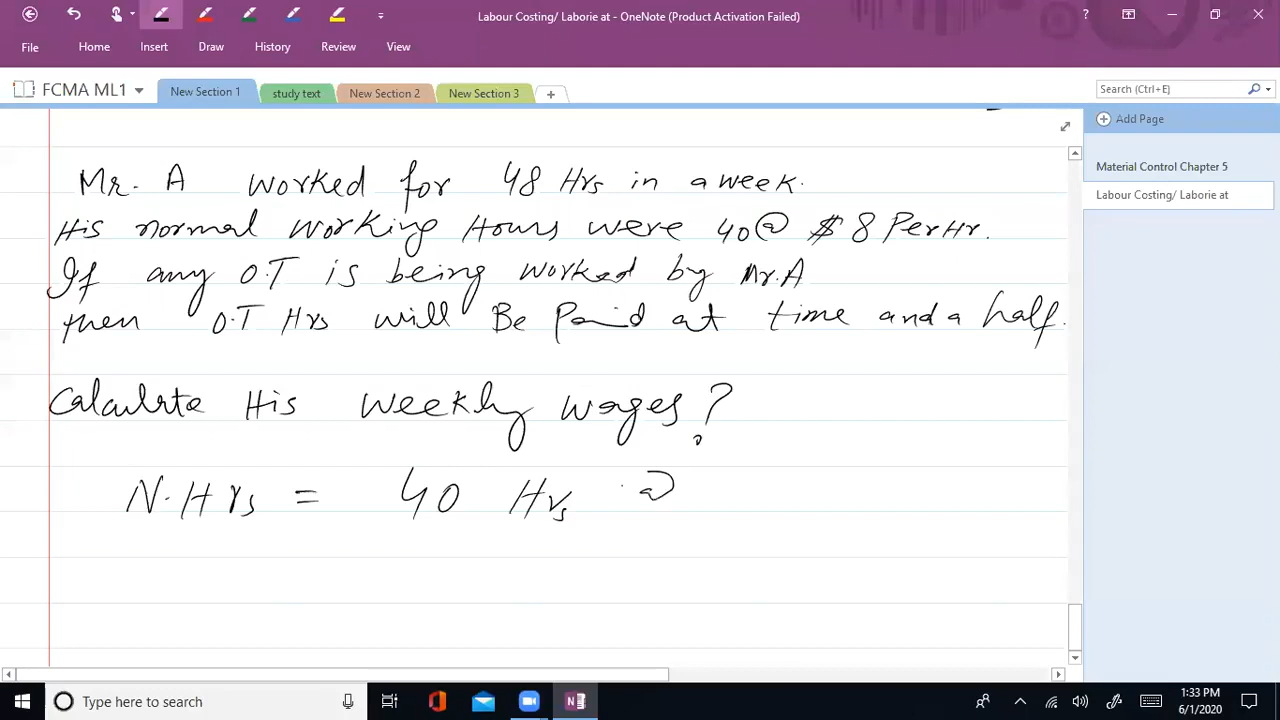 Labour Costing/ Laborie at - OneNote (Product Activation Failed)
File Home Insert Draw History Review View
FCMA ML1 New Section 1 study text New Section 2 New Section 3 Search (Ctrl+E)
Add Page
Material Control Chapter 5
Labour Costing/ Laborie at
Mr. A worked for 48 Hrs in a week.
His normal working Hours were 40@ $8 Per Hr.
If any O.T is being worked by Mr. A
then O.T Hrs will Be Paid at time and a half.
Calculate His Weekly wages?
N.Hrs = 40 Hrs @
Type here to search
1:33 PM
6/1/2020